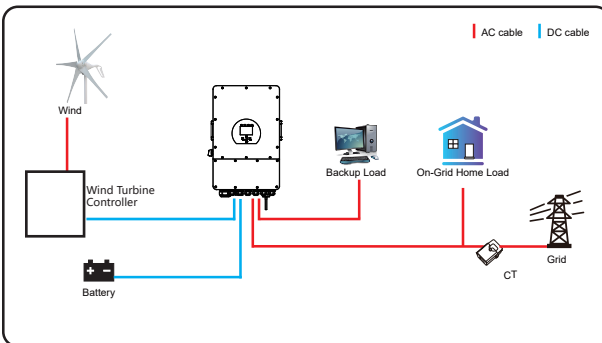 AC cable
DC cable
Wind
Wind Turbine
Controller
Backup Load
On-Grid Home Load
CT
Grid
Battery